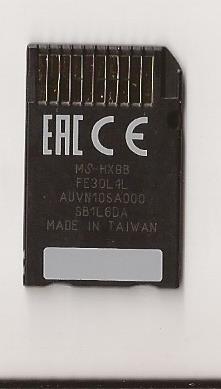 EAC CE
MS-HX8B
FE30L4L
AUVN10SA000
SB1L6DA
MADE IN TAIWAN